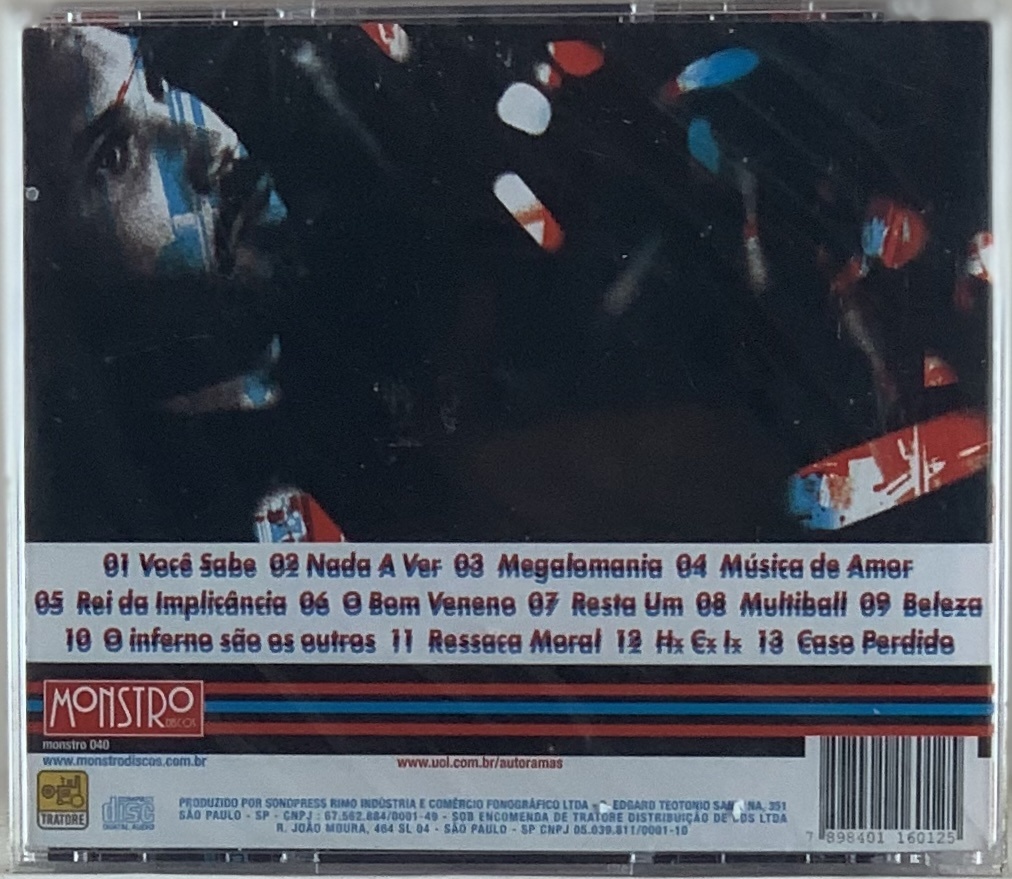 01 Você Sabe 02 Nada A Ver 03 Megalomania 04 Música de Amor
05 Rei da Implicância 06 O Bom Veneno 07 Resta Um 08 Multiball 09 Beleza
10 O inferno são os outros 11 Ressaca Moral 12 Hx Cx Ix 13 Caso Perdido
MONSTRO
DISCOS
monstro 040
www.monstrodiscos.com.br
www.uol.com.br/autoramas
TRATORE
COMPACT
disc
DIGITAL AUDIO
PRODUZIDO POR SONOPRESS RIMO INDÚSTRIA E COMÉRCIO FONOGRÁFICO LTDA - EDGARD TEOTONIO 351
SÃO PAULO - SP - CNPJ : 67.562.884/0001-49 - SOB ENCOMENDA DE TRATORE DISTRIBUIÇÃO DE CDS LTDA
R. JOÃO MOURA, 464 SL 04 - SÃO PAULO - SP CNPJ 05.039.811/0001-10
7 898401 160125